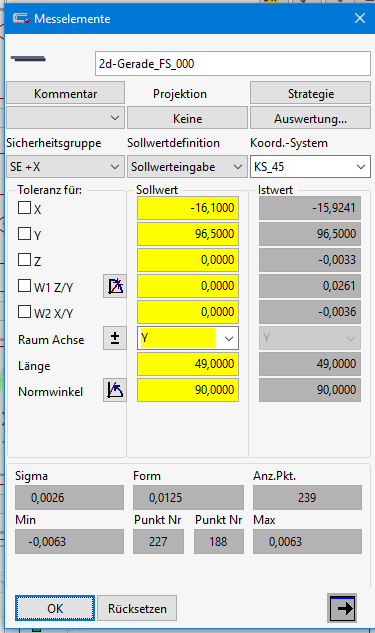 Messelemente
2d-Gerade_FS_000
Kommentar Projektion Strategie
Keine Auswertung...
Sicherheitsgruppe Sollwertdefinition Koord.-System
SE +X Sollwerteingabe KS_45
Toleranz für: Sollwert Istwert
X -16,1000 -15,9241
Y 96,5000 96,5000
Z 0,0000 -0,0033
W1 Z/Y 0,0000 0,0261
W2 X/Y 0,0000 -0,0036
Raum Achse ± Y Y
Länge 49,0000 49,0000
Normwinkel 90,0000 90,0000
Sigma Form Anz.Pkt.
0,0026 0,0125 239
Min Punkt Nr Punkt Nr Max
-0,0063 227 188 0,0063
OK Rücksetzen